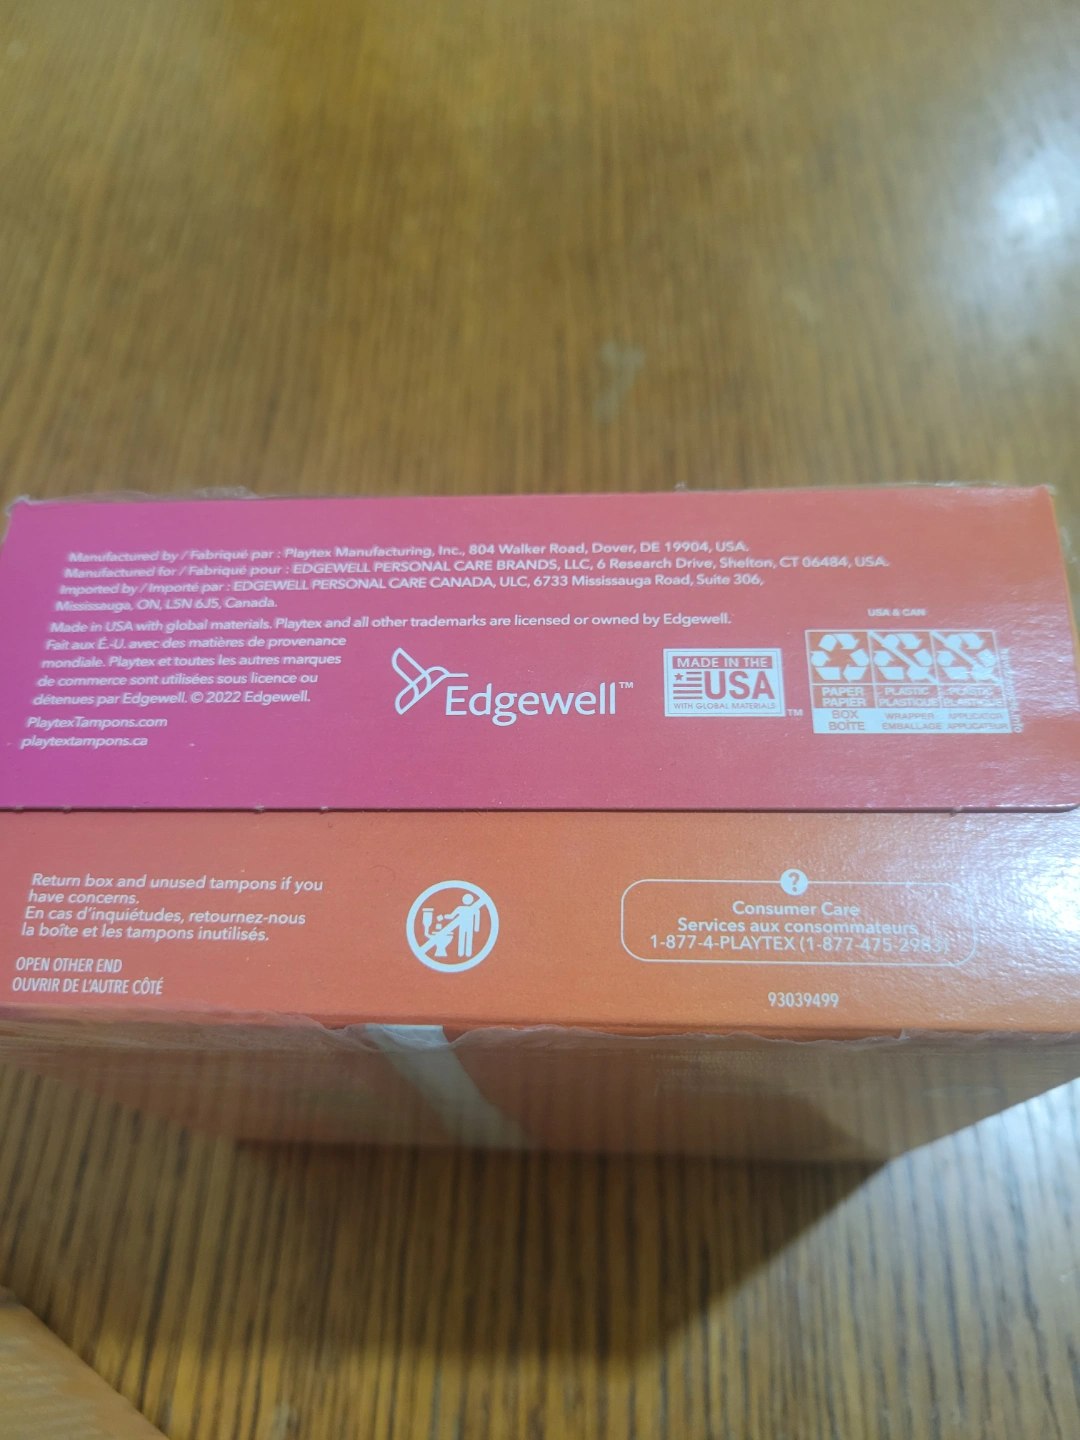 Manufactured by / Fabriqué par : Playtex Manufacturing, Inc., 804 Walker Road, Dover, DE 19904, USA.
Manufactured for / Fabriqué pour : EDGEWELL PERSONAL CARE BRANDS, LLC, 6 Research Drive, Shelton, CT 06484, USA.
Imported by / Importé par : EDGEWELL PERSONAL CARE CANADA, ULC, 6733 Mississauga Road, Suite 306,
Mississauga, ON, L5N 6J5, Canada.
Made in USA with global materials. Playtex and all other trademarks are licensed or owned by Edgewell.
Fait aux É.-U. avec des matières de provenance
mondiale. Playtex et toutes les autres marques
de commerce sont utilisées sous licence ou
détenues par Edgewell. © 2022 Edgewell.
PlaytexTampons.com
playtextampons.ca
Edgewell™
MADE IN THE
USA
WITH GLOBAL MATERIALS
™
USA & CAN
PAPER PLASTIC PLASTIC
PAPIER PLASTIQUE PLASTIQUE
BOX WRAPPER APPLICATOR
BOÎTE EMBALLAGE APPLICATEUR
Return box and unused tampons if you
have concerns.
En cas d'inquiétudes, retournez-nous
la boîte et les tampons inutilisés.
OPEN OTHER END
OUVRIR DE L'AUTRE CÔTÉ
?
Consumer Care
Services aux consommateurs
1-877-4-PLAYTEX (1-877-475-2983)
93039499